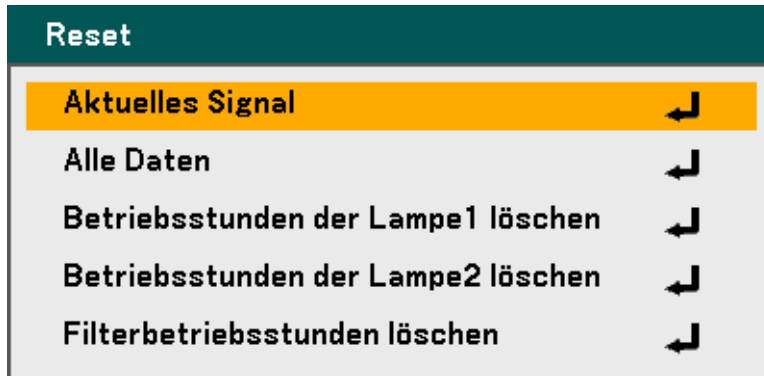 Reset
Aktuelles Signal
Alle Daten
Betriebsstunden der Lampe1 löschen
Betriebsstunden der Lampe2 löschen
Filterbetriebsstunden löschen